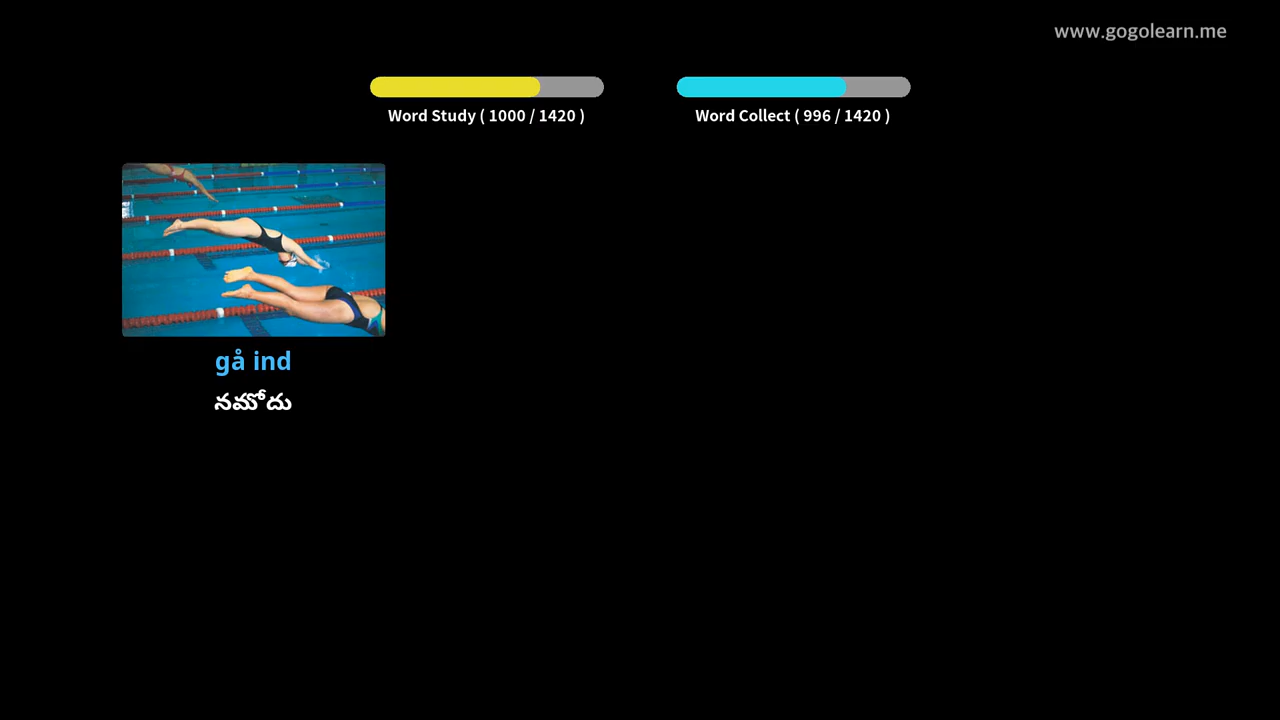 www.gogolearn.me
Word Study ( 1000 / 1420 )
Word Collect ( 996 / 1420 )
gå ind
నమోదు